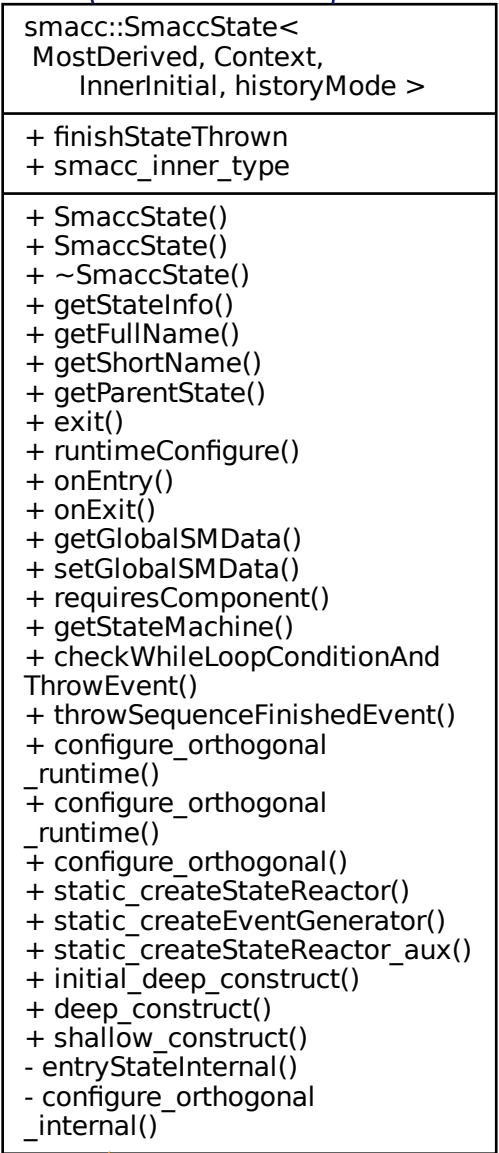 smacc::SmaccState<
MostDerived, Context,
InnerInitial, historyMode >
+ finishStateThrown
+ smacc_inner_type
+ SmaccState()
+ SmaccState()
+ ~SmaccState()
+ getStateInfo()
+ getFullName()
+ getShortName()
+ getParentState()
+ exit()
+ runtimeConfigure()
+ onEntry()
+ onExit()
+ getGlobalSMData()
+ setGlobalSMData()
+ requiresComponent()
+ getStateMachine()
+ checkWhileLoopConditionAnd
ThrowEvent()
+ throwSequenceFinishedEvent()
+ configure_orthogonal
_runtime()
+ configure_orthogonal
_runtime()
+ configure_orthogonal()
+ static_createStateReactor()
+ static_createEventGenerator()
+ static_createStateReactor_aux()
+ initial_deep_construct()
+ deep_construct()
+ shallow_construct()
- entryStateInternal()
- configure_orthogonal
_internal()